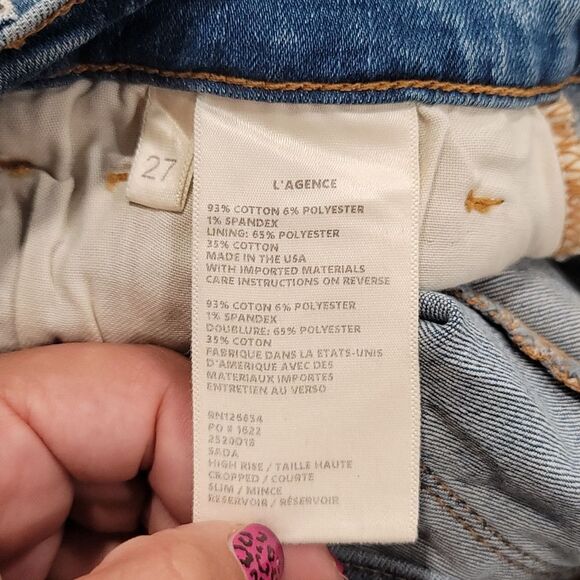 27
L'AGENCE
93% COTTON 6% POLYESTER
1% SPANDEX
LINING: 65% POLYESTER
35% COTTON
MADE IN THE USA
WITH IMPORTED MATERIALS
CARE INSTRUCTIONS ON REVERSE
93% COTON 6% POLYESTER
1% SPANDEX
DOUBLURE: 65% POLYESTER
35% COTON
FABRIQUE DANS LA ETATS-UNIS
D'AMERIQUE AVEC DES
MATERIAUX IMPORTES
ENTRETIEN AU VERSO
RN126634
PO # 1622
2520DIS
SADA
HIGH RISE / TAILLE HAUTE
CROPPED / COURTE
SLIM / MINCE
RESERVOIR / RÉSERVOIR